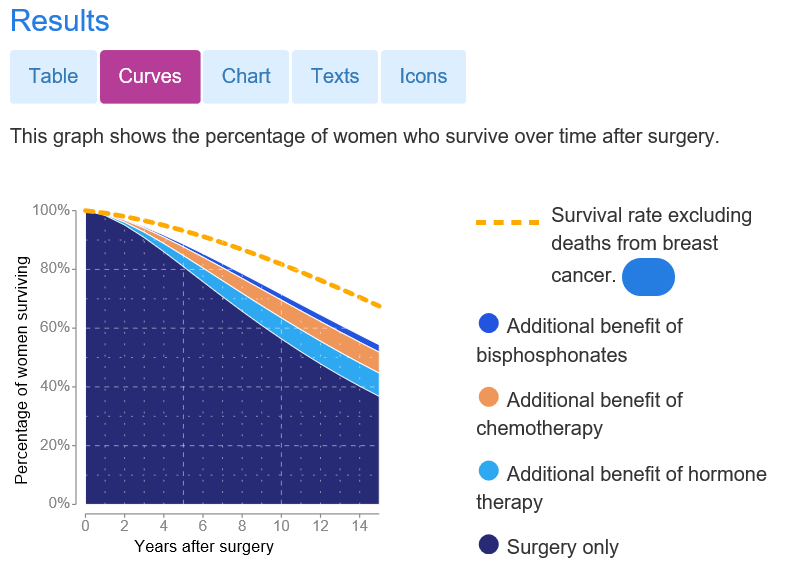 Results
Table Curves Chart Texts Icons
This graph shows the percentage of women who survive over time after surgery.
Percentage of women surviving
100%
80%
60%
40%
20%
0%
0 2 4 6 8 10 12 14
Years after surgery
Survival rate excluding
deaths from breast
cancer.
Additional benefit of
bisphosphonates
Additional benefit of
chemotherapy
Additional benefit of hormone
therapy
Surgery only